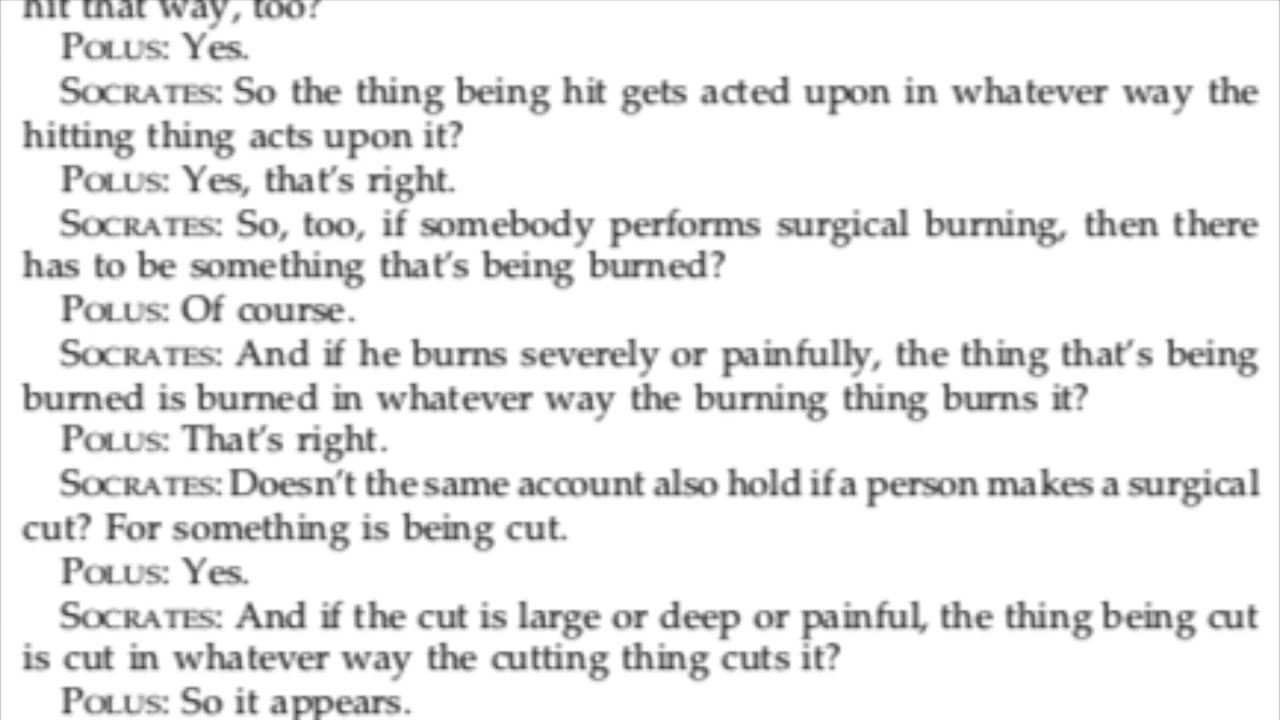 hit that way, too?
POLUS: Yes.
SOCRATES: So the thing being hit gets acted upon in whatever way the
hitting thing acts upon it?
POLUS: Yes, that's right.
SOCRATES: So, too, if somebody performs surgical burning, then there
has to be something that's being burned?
POLUS: Of course.
SOCRATES: And if he burns severely or painfully, the thing that's being
burned is burned in whatever way the burning thing burns it?
POLUS: That's right.
SOCRATES: Doesn't the same account also hold if a person makes a surgical
cut? For something is being cut.
POLUS: Yes.
SOCRATES: And if the cut is large or deep or painful, the thing being cut
is cut in whatever way the cutting thing cuts it?
POLUS: So it appears.